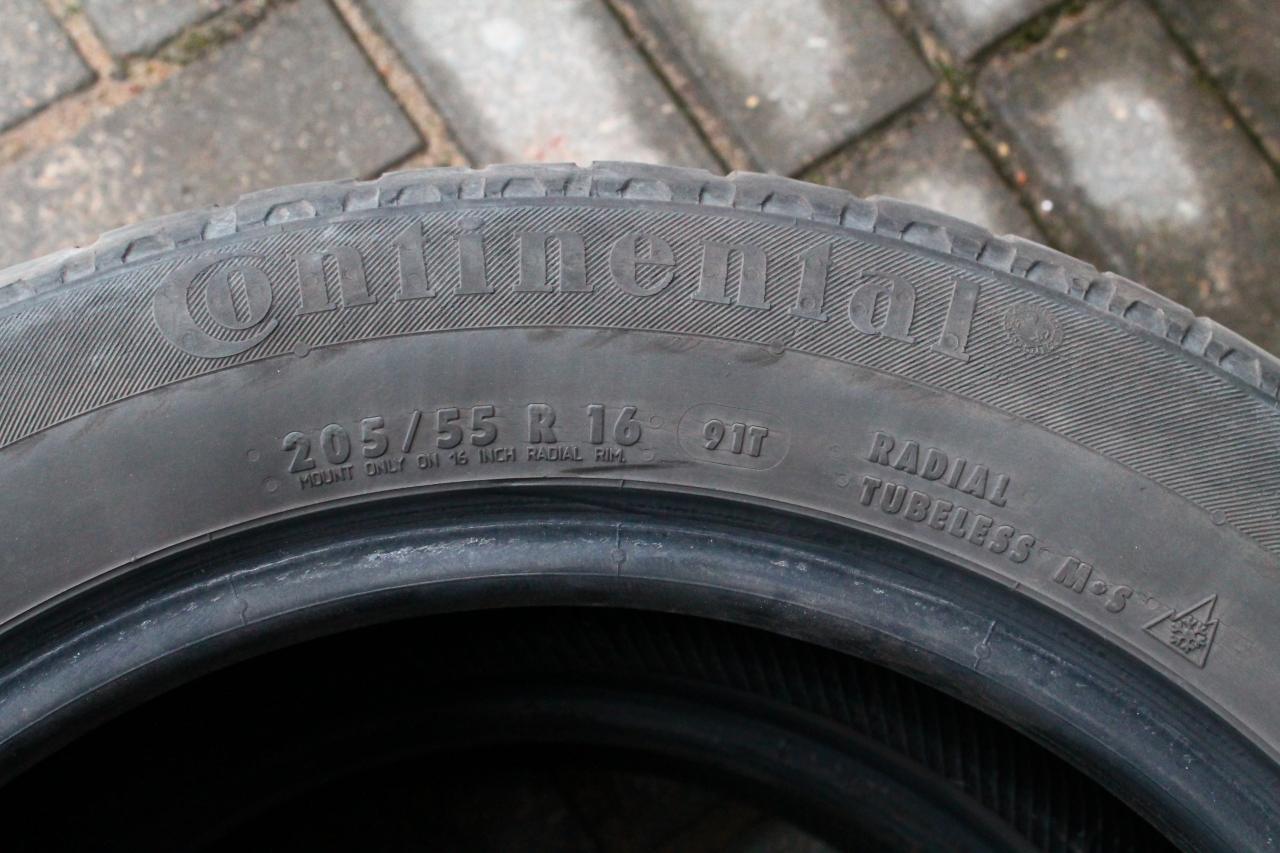 Continental
205/55 R 16 91T
MOUNT ONLY ON 16 INCH RADIAL RIM.
RADIAL
TUBELESS M•S